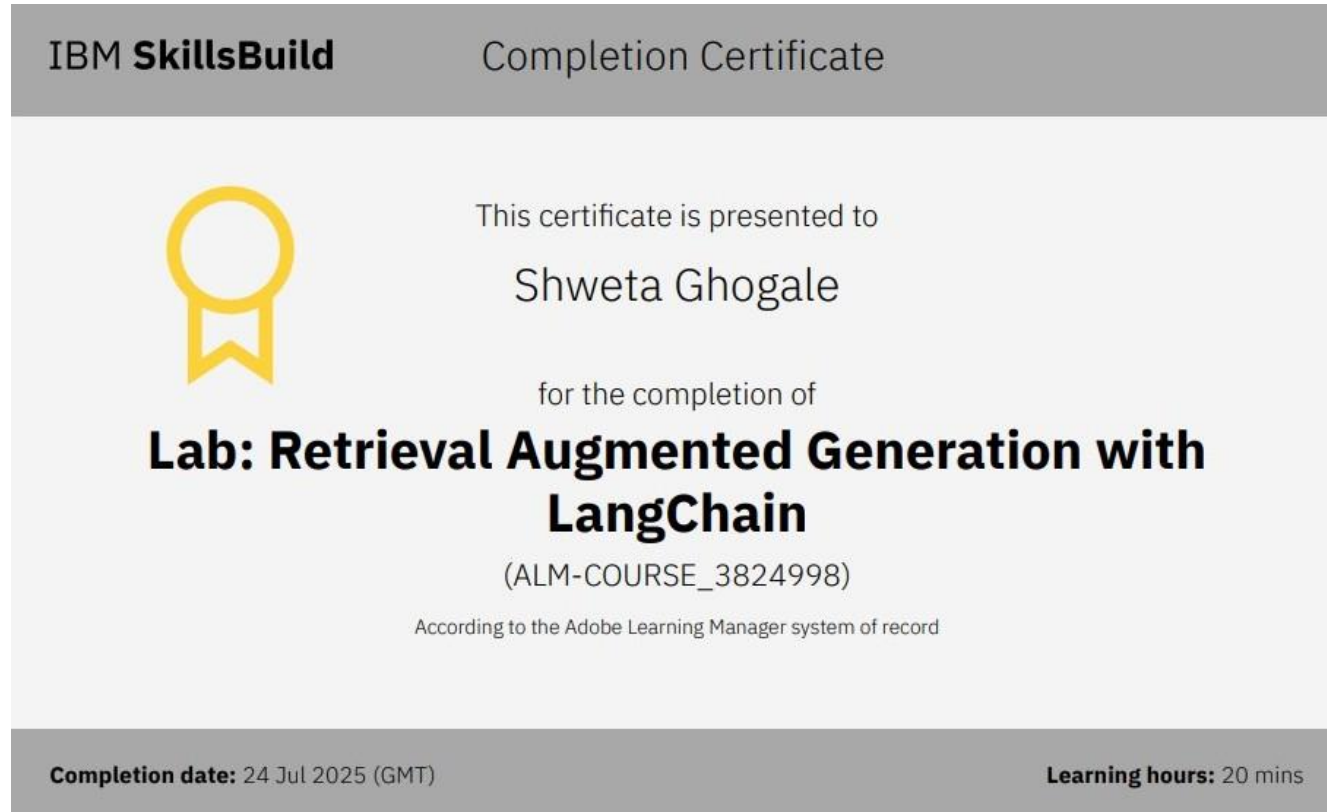 IBM SkillsBuild
Completion Certificate
This certificate is presented to
Shweta Ghogale
for the completion of
Lab: Retrieval Augmented Generation with
LangChain
(ALM-COURSE_3824998)
According to the Adobe Learning Manager system of record
Completion date: 24 Jul 2025 (GMT)
Learning hours: 20 mins